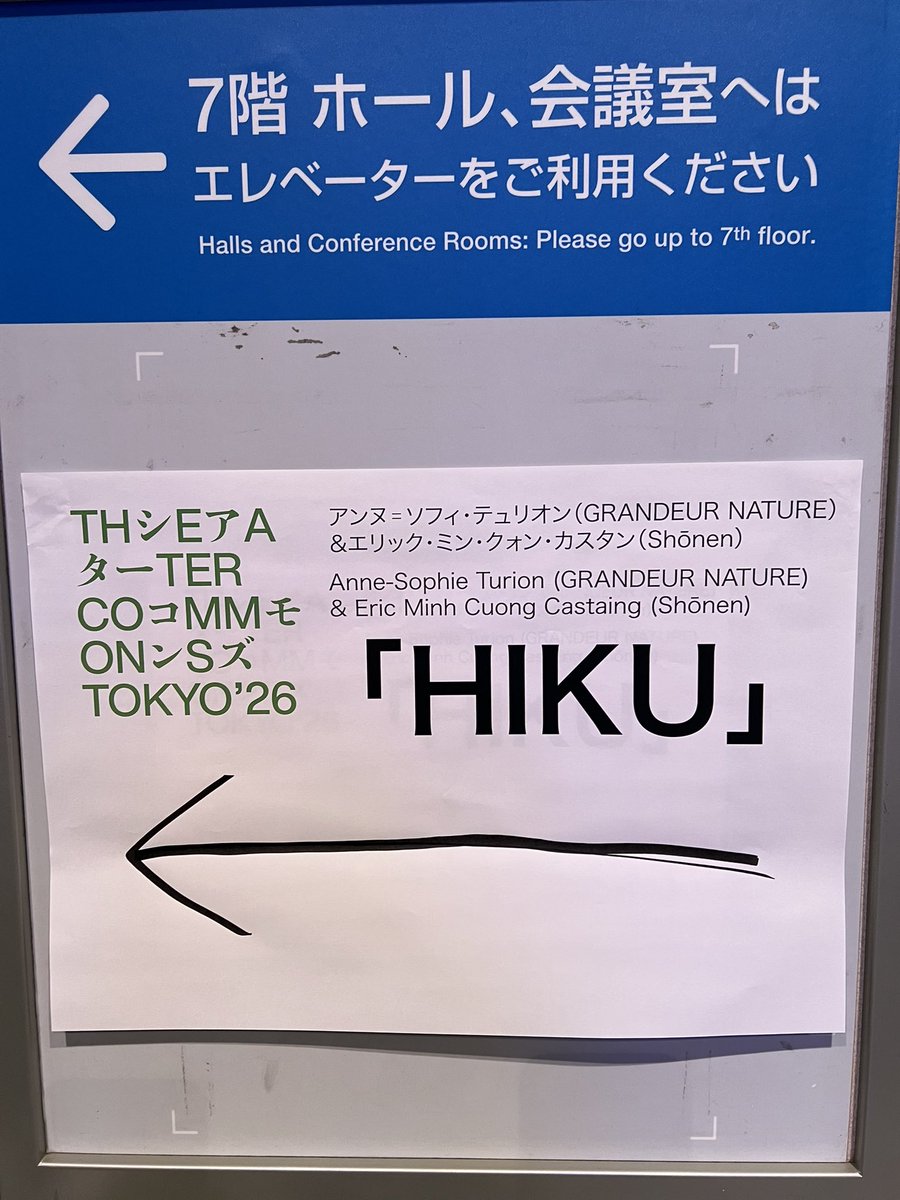 7階 ホール、会議室へは
エレベーターをご利用ください
Halls and Conference Rooms: Please go up to 7th floor.
THシEアA
ターTER
COコMMモ
ONンSズ
TOKYO’26
アンヌ=ソフィ・テュリオン(GRANDEUR NATURE)
&エリック・ミン・クォン・カスタン(Shōnen)
Anne-Sophie Turion (GRANDEUR NATURE)
& Eric Minh Cuong Castaing (Shōnen)
「HIKU」